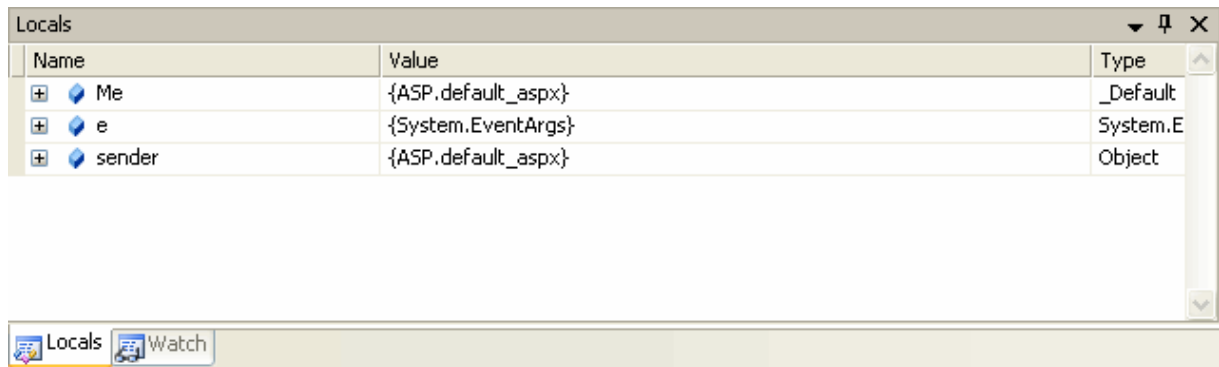 Locals
Name Value Type
Me {ASP.default_aspx} _Default
e {System.EventArgs} System.E
sender {ASP.default_aspx} Object
Locals Watch